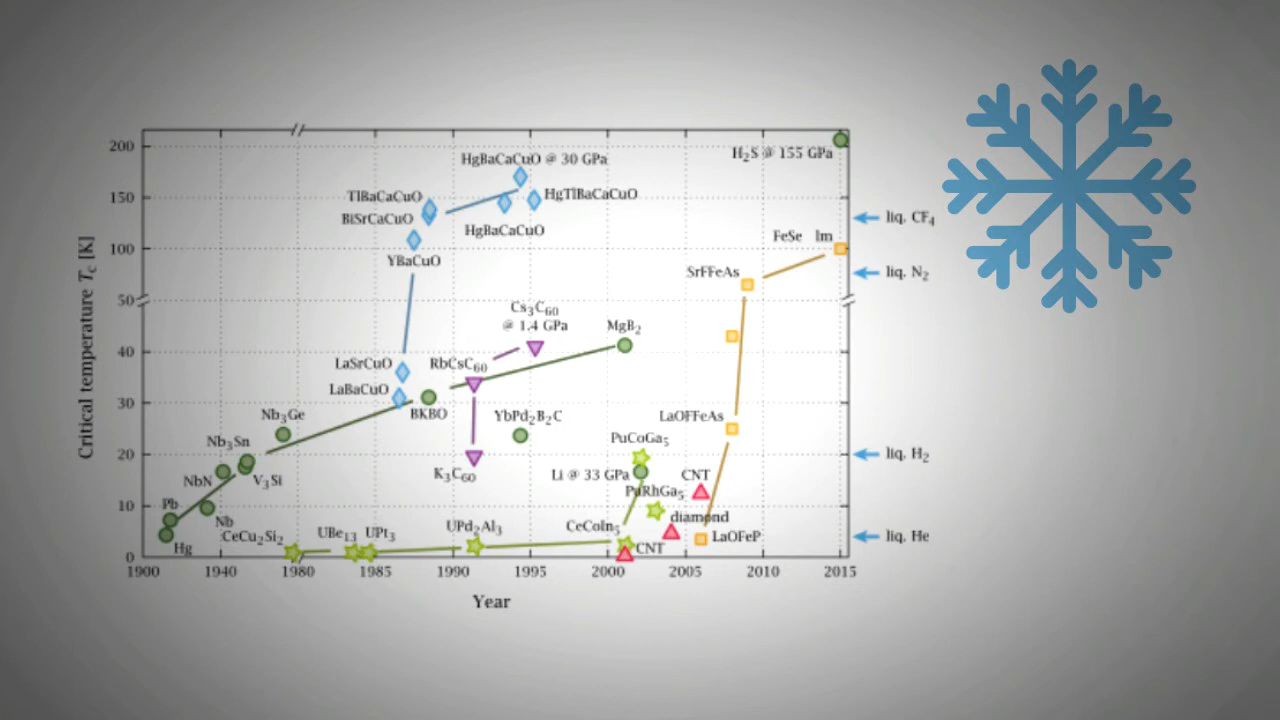 200
HgBaCaCuO @ 30 GPa
H₂S @ 155 GPa
150
TlBaCaCuO
HgTlBaCaCuO
BiSrCaCuO
liq. CF₄
HgBaCaCuO
FeSe lm
100
YBaCuO
SrFFeAs
liq. N₂
50
Cs₃C₆₀
@ 1.4 GPa
MgB₂
40
LaSrCuO
RbCsC₆₀
LaBaCuO
30
BKBO
Nb₃Ge
YbPd₂B₂C
LaOFFeAs
Nb₃Sn
PuCoGa₅
20
liq. H₂
NbN
V₃Si
K₃C₆₀
Li @ 33 GPa
CNT
PuRhGa₅
10
Pb
Nb
diamond
CeCu₂Si₂
UBe₁₃
UPt₃
UPd₂Al₃
CeCoIn₅
LaOFeP
liq. He
Hg
CNT
0
1900 1940 1980 1985 1990 1995 2000 2005 2010 2015
Year
Critical temperature T_c [K]